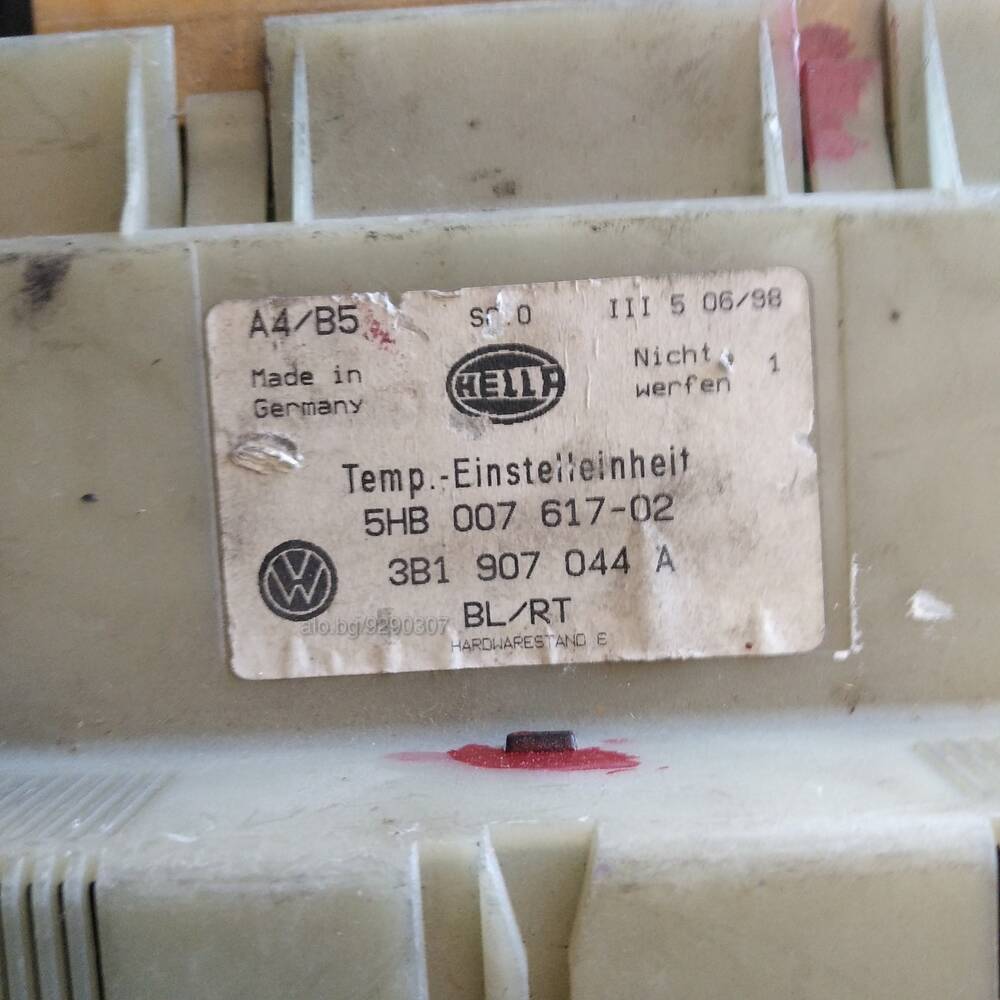 A4/B5
III 5 06/98
Made in
Germany
HELLA
Nicht
werfen
1
Temp.-Einstelleinheit
5HB 007 617-02
3B1 907 044 A
VW
BL/RT
alo.bg/9290307
HARDWARESTAND E